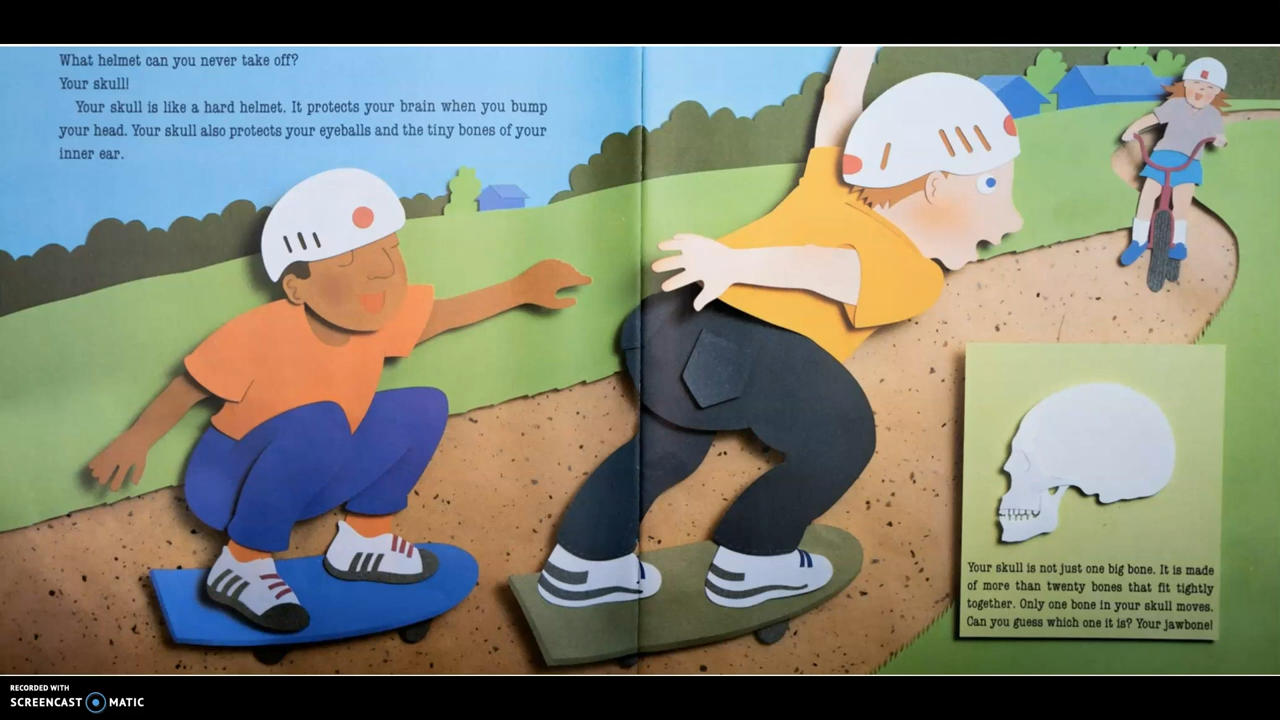 What helmet can you never take off?
Your skull!
Your skull is like a hard helmet. It protects your brain when you bump
your head. Your skull also protects your eyeballs and the tiny bones of your
inner ear.
Your skull is not just one big bone. It is made
of more than twenty bones that fit tightly
together. Only one bone in your skull moves.
Can you guess which one it is? Your jawbone!
RECORDED WITH
SCREENCAST MATIC